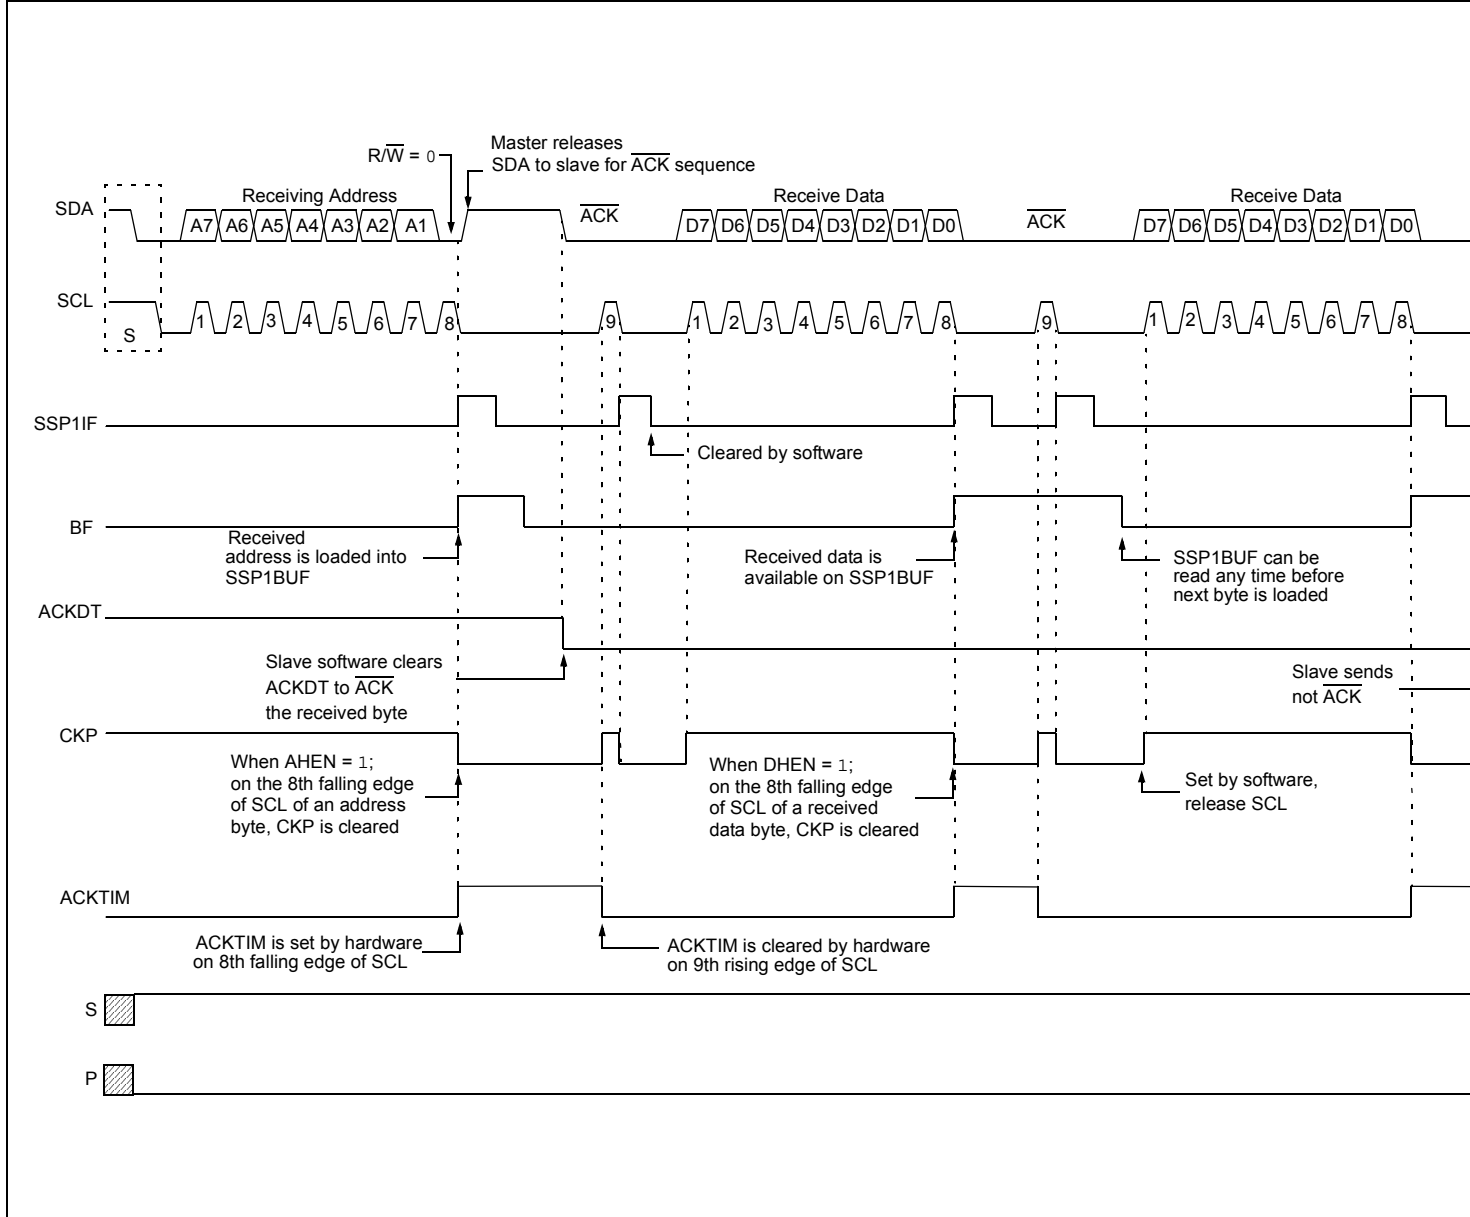 Master releases
SDA to slave for ACK sequence
R/W = 0
Receiving Address
Receive Data
Receive Data
SDA
A7 A6 A5 A4 A3 A2 A1
ACK
D7 D6 D5 D4 D3 D2 D1 D0
ACK
D7 D6 D5 D4 D3 D2 D1 D0
SCL
S
1 2 3 4 5 6 7 8
9
1 2 3 4 5 6 7 8
9
1 2 3 4 5 6 7 8
SSP1IF
Cleared by software
BF
Received
address is loaded into
SSP1BUF
Received data is
available on SSP1BUF
SSP1BUF can be
read any time before
next byte is loaded
ACKDT
Slave software clears
ACKDT to ACK
the received byte
Slave sends
not ACK
CKP
When AHEN = 1;
on the 8th falling edge
of SCL of an address
byte, CKP is cleared
When DHEN = 1;
on the 8th falling edge
of SCL of a received
data byte, CKP is cleared
Set by software,
release SCL
ACKTIM
ACKTIM is set by hardware
on 8th falling edge of SCL
ACKTIM is cleared by hardware
on 9th rising edge of SCL
S
P